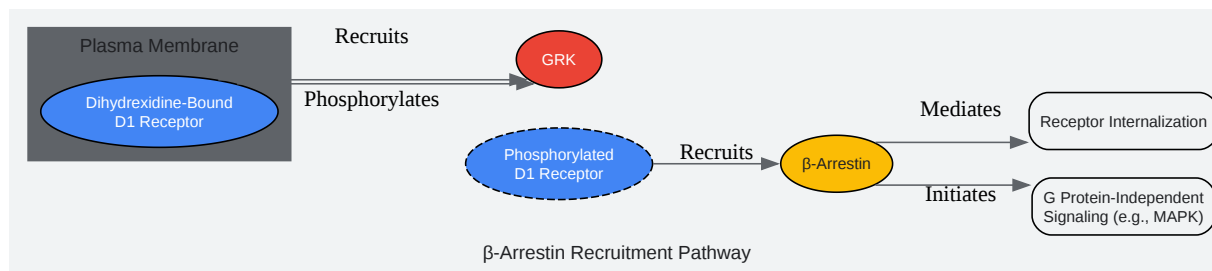 Plasma Membrane
Dihydrexidine-Bound
D1 Receptor
Recruits
Phosphorylates
GRK
Phosphorylated
D1 Receptor
Recruits
β-Arrestin
Mediates
Initiates
Receptor Internalization
G Protein-Independent
Signaling (e.g., MAPK)
β-Arrestin Recruitment Pathway